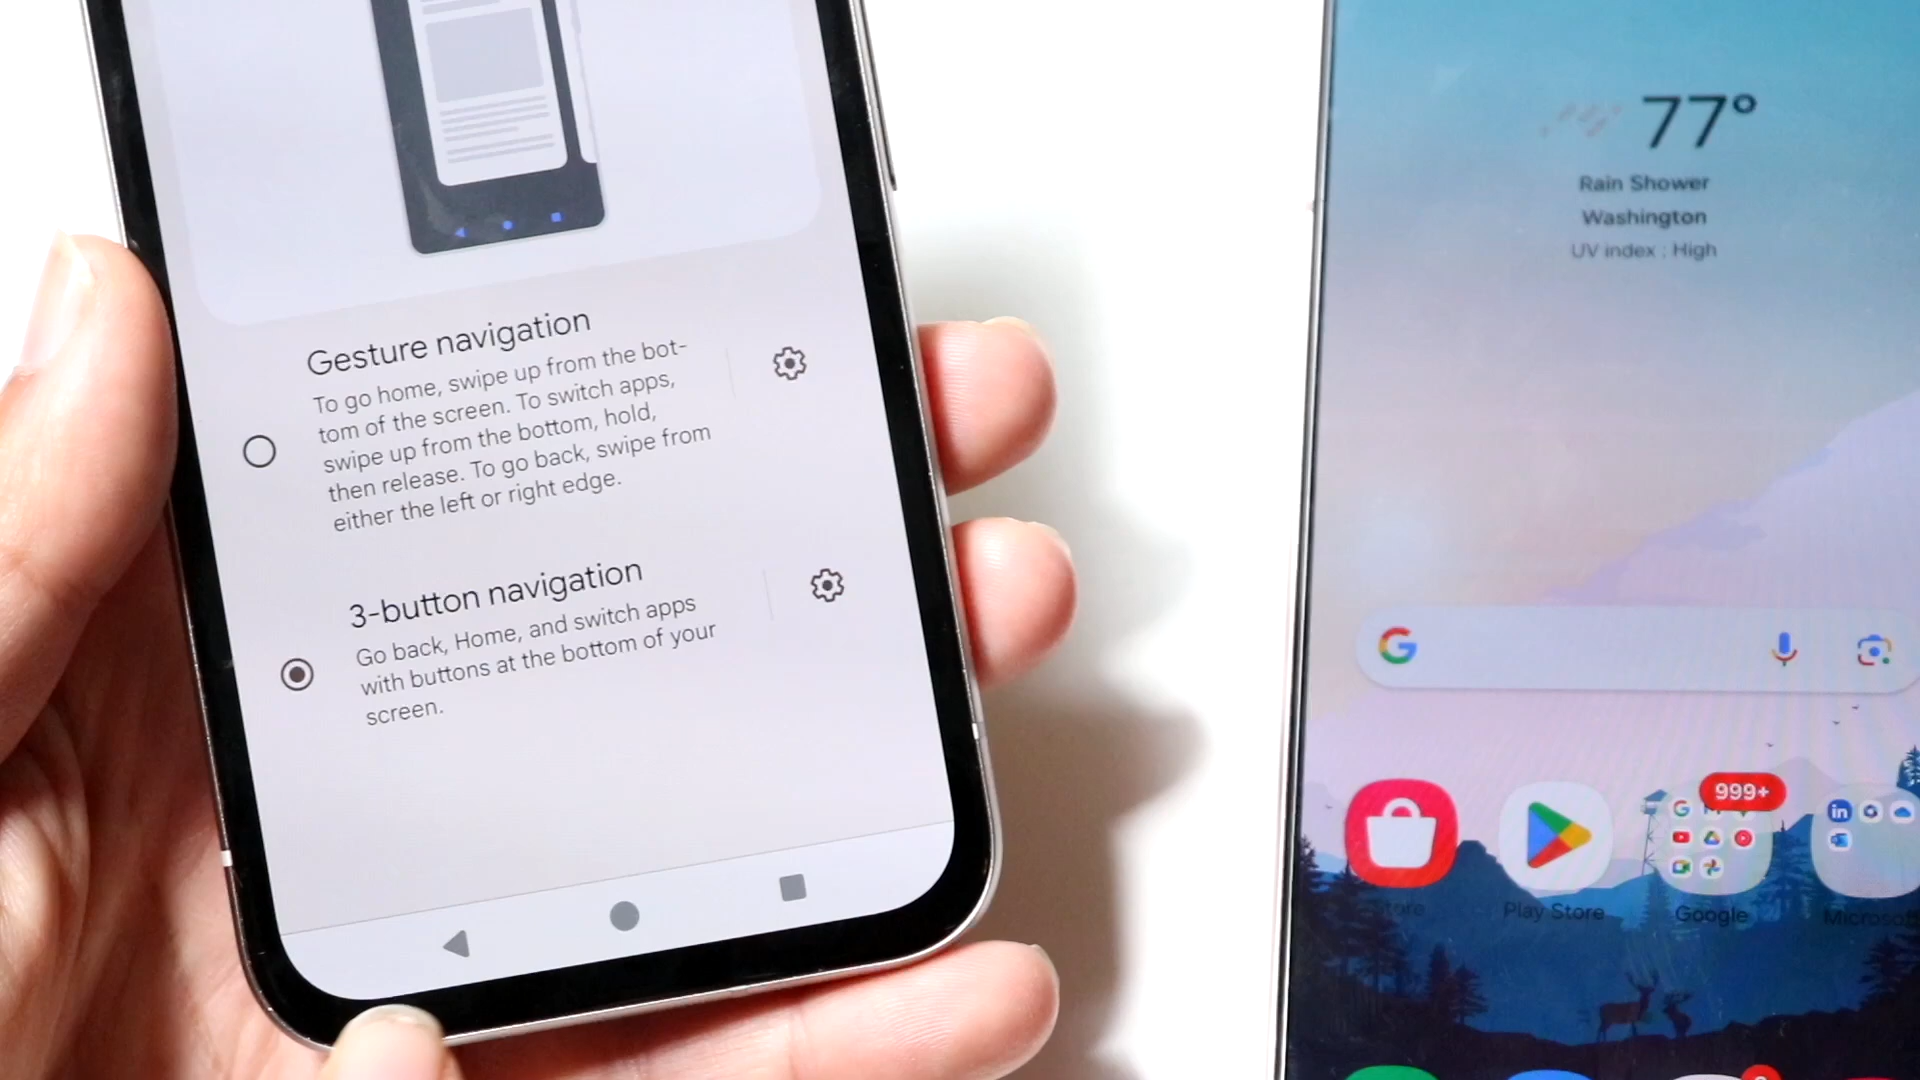 Gesture navigation
To go home, swipe up from the bot-
tom of the screen. To switch apps,
swipe up from the bottom, hold,
then release. To go back, swipe from
either the left or right edge.
3-button navigation
Go back, Home, and switch apps
with buttons at the bottom of your
screen.
77°
Rain Shower
Washington
UV index : High
999+
Play Store
Google